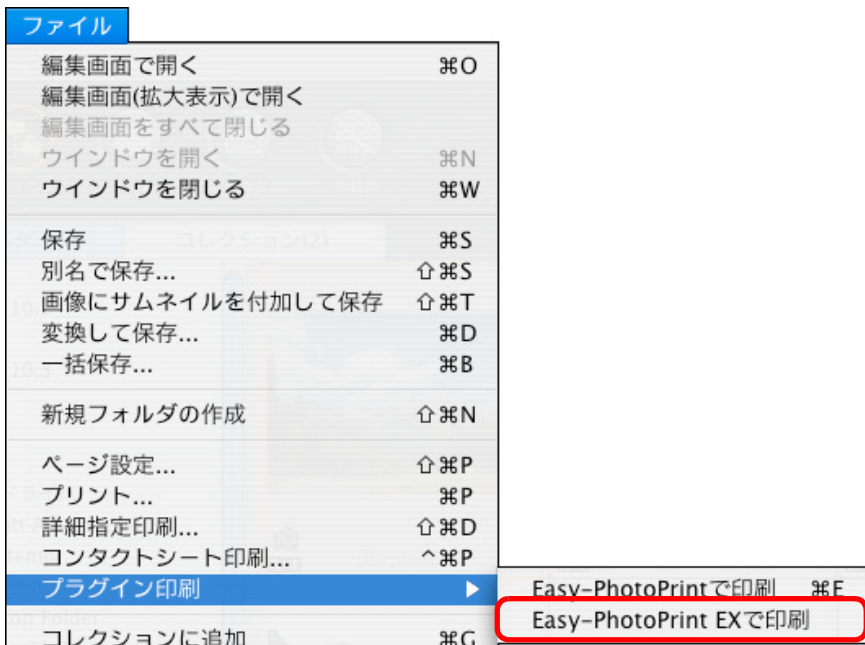 ファイル
編集画面で開く ⌘O
編集画面(拡大表示)で開く
編集画面をすべて閉じる
ウインドウを開く ⌘N
ウインドウを閉じる ⌘W
保存 ⌘S
別名で保存... ⇧⌘S
画像にサムネイルを付加して保存 ⇧⌘T
変換して保存... ⌘D
一括保存... ⌘B
新規フォルダの作成 ⇧⌘N
ページ設定... ⇧⌘P
プリント... ⌘P
詳細指定印刷... ⇧⌘D
コンタクトシート印刷... ^⌘P
プラグイン印刷 ▶
Easy-PhotoPrintで印刷 ⌘E
Easy-PhotoPrint EXで印刷
コレクションに追加 ⌘G